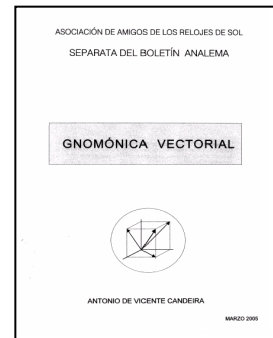 ASOCIACIÓN DE AMIGOS DE LOS RELOJES DE SOL
SEPARATA DEL BOLETÍN ANALEMA
GNOMÓNICA VECTORIAL
ANTONIO DE VICENTE CANDEIRA
MARZO 2005